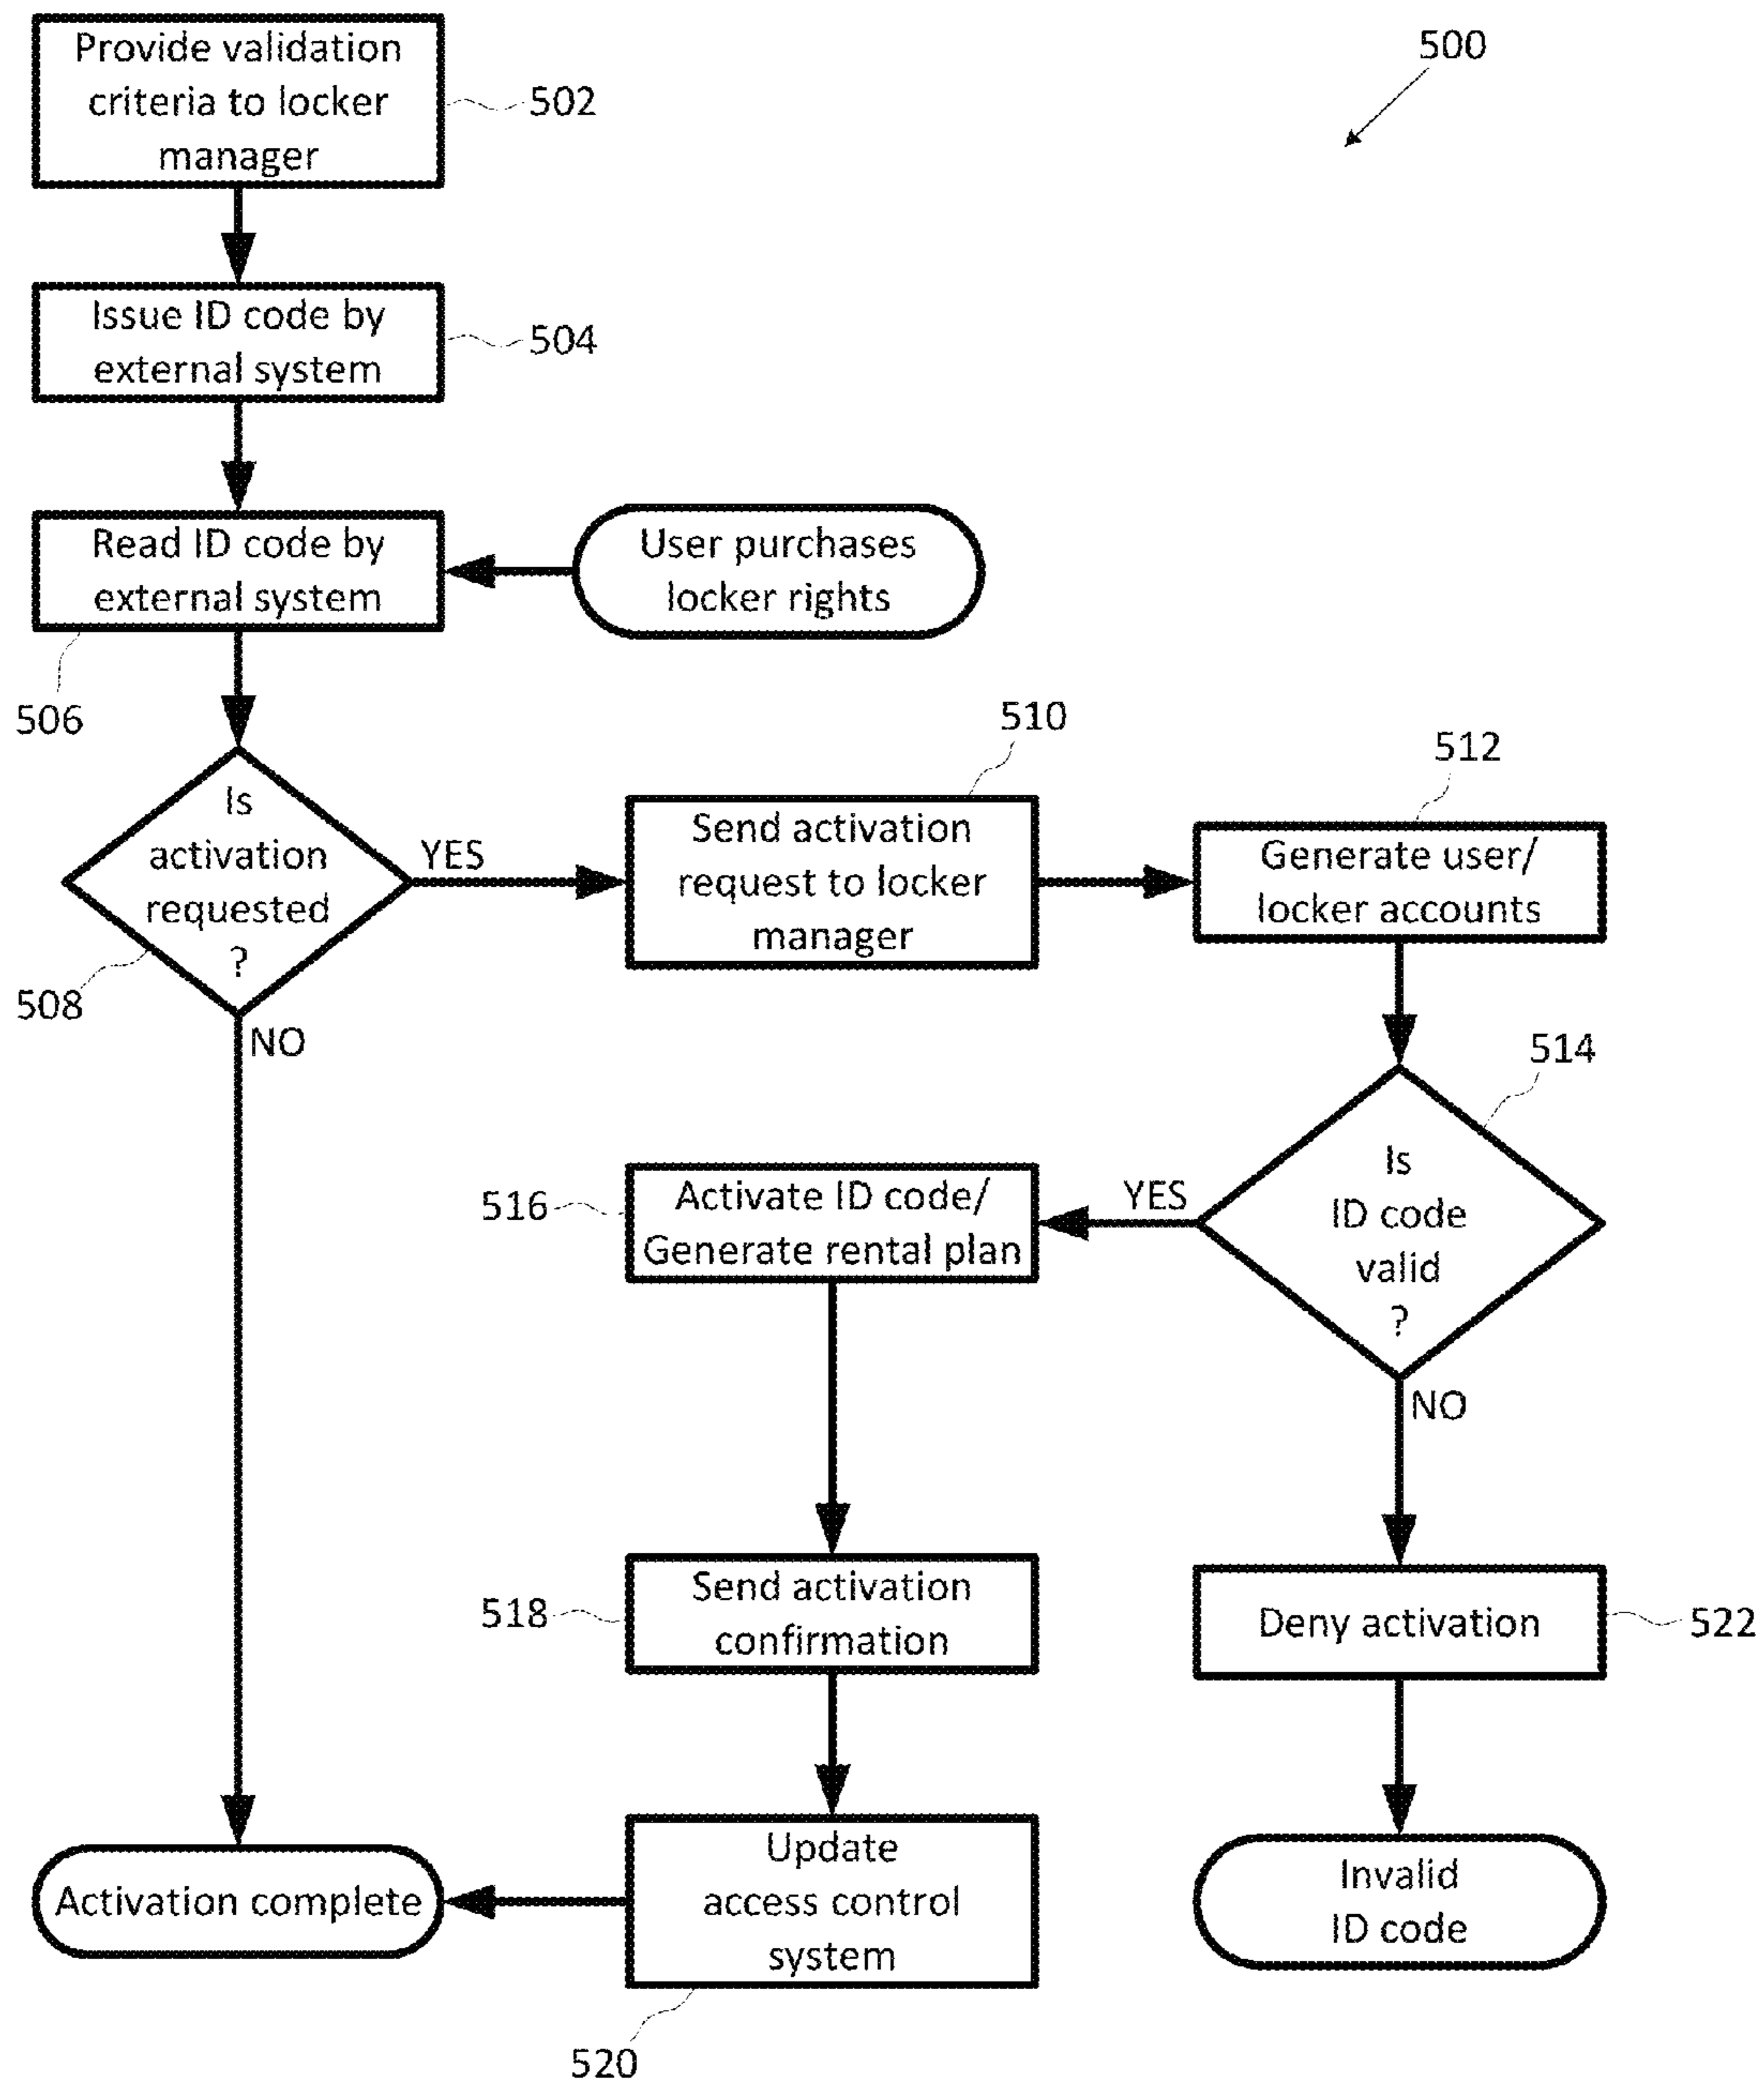 500
Provide validation
criteria to locker
manager
502
Issue ID code by
external system
504
Read ID code by
external system
506
User purchases
locker rights
Is
activation
requested
?
508
YES
NO
Send activation
request to locker
manager
510
Generate user/
locker accounts
512
Is
ID code
valid
?
514
YES
NO
Activate ID code/
Generate rental plan
516
Send activation
confirmation
518
Deny activation
522
Update
access control
system
520
Activation complete
Invalid
ID code